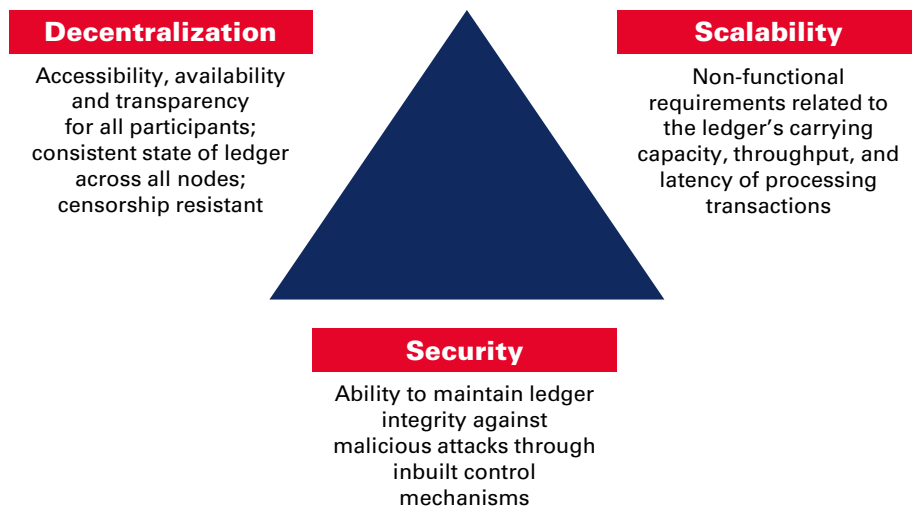 Decentralization
Accessibility, availability
and transparency
for all participants;
consistent state of ledger
across all nodes;
censorship resistant
Scalability
Non-functional
requirements related to
the ledger’s carrying
capacity, throughput, and
latency of processing
transactions
Security
Ability to maintain ledger
integrity against
malicious attacks through
inbuilt control
mechanisms